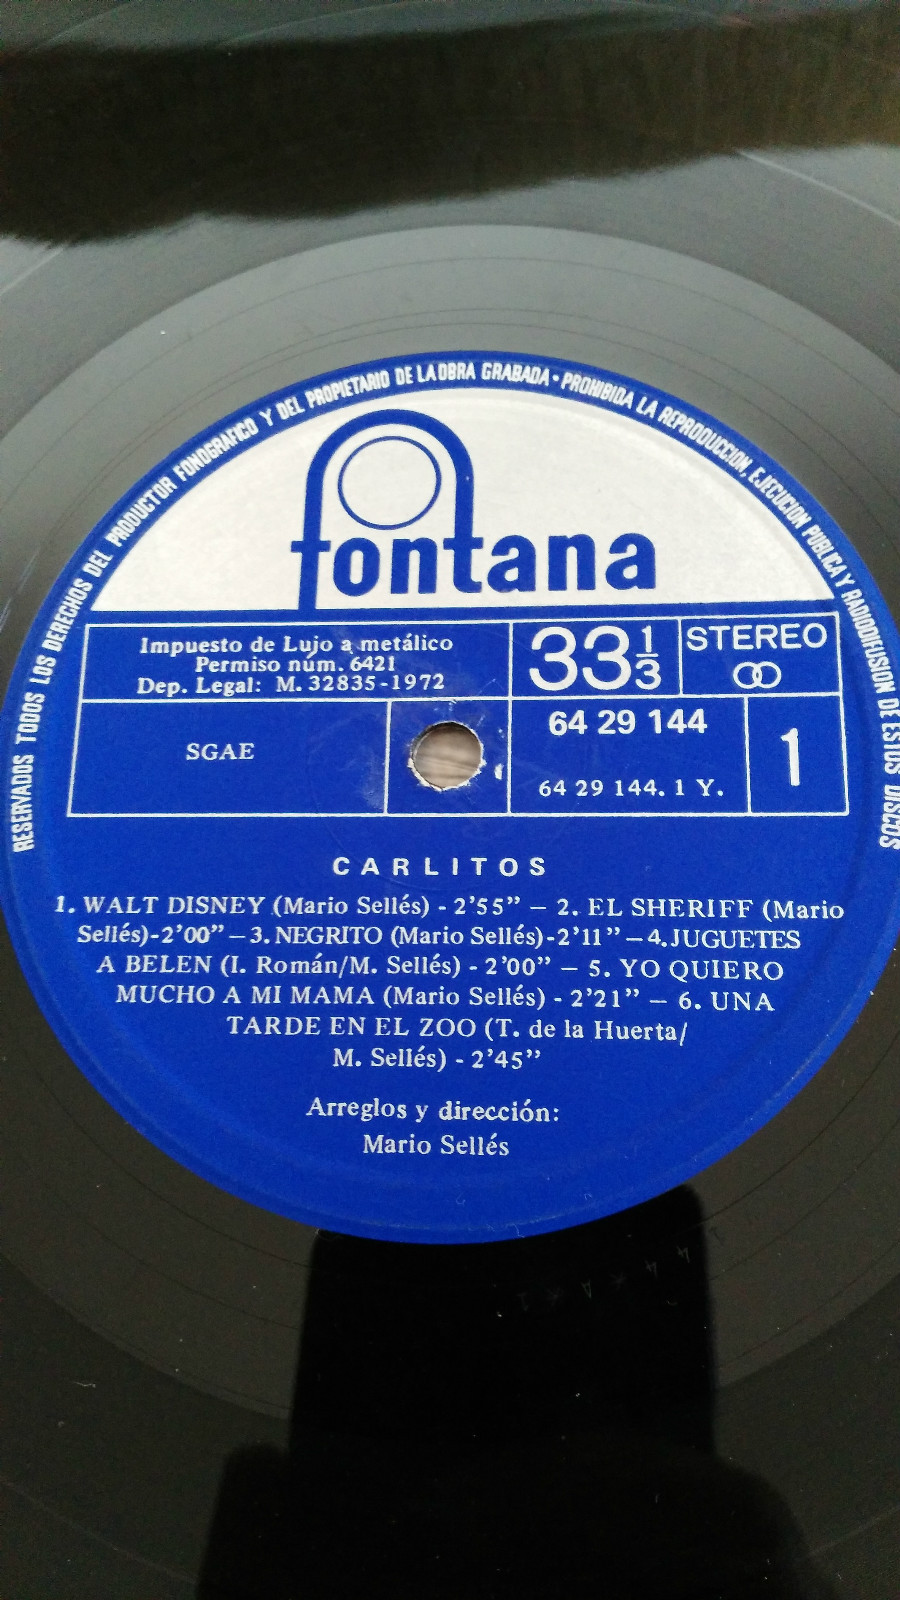 RESERVADOS TODOS LOS DERECHOS DEL PRODUCTOR FONOGRAFICO Y DEL PROPIETARIO DE LA OBRA GRABADA · PROHIBIDA LA REPRODUCCION, EJECUCION PUBLICA Y RADIODIFUSION DE ESTOS DISCOS
fontana
Impuesto de Lujo a metálico
Permiso núm. 6421
Dep. Legal: M. 32835-1972
33 1/3
STEREO
SGAE
64 29 144
64 29 144. 1 Y.
1
CARLITOS
1. WALT DISNEY (Mario Sellés) - 2'55” – 2. EL SHERIFF (Mario
Sellés)-2'00” – 3. NEGRITO (Mario Sellés)-2'11” – 4. JUGUETES
A BELEN (I. Román/M. Sellés) - 2'00” – 5. YO QUIERO
MUCHO A MI MAMA (Mario Sellés) - 2'21” – 6. UNA
TARDE EN EL ZOO (T. de la Huerta/
M. Sellés) - 2'45”
Arreglos y dirección:
Mario Sellés